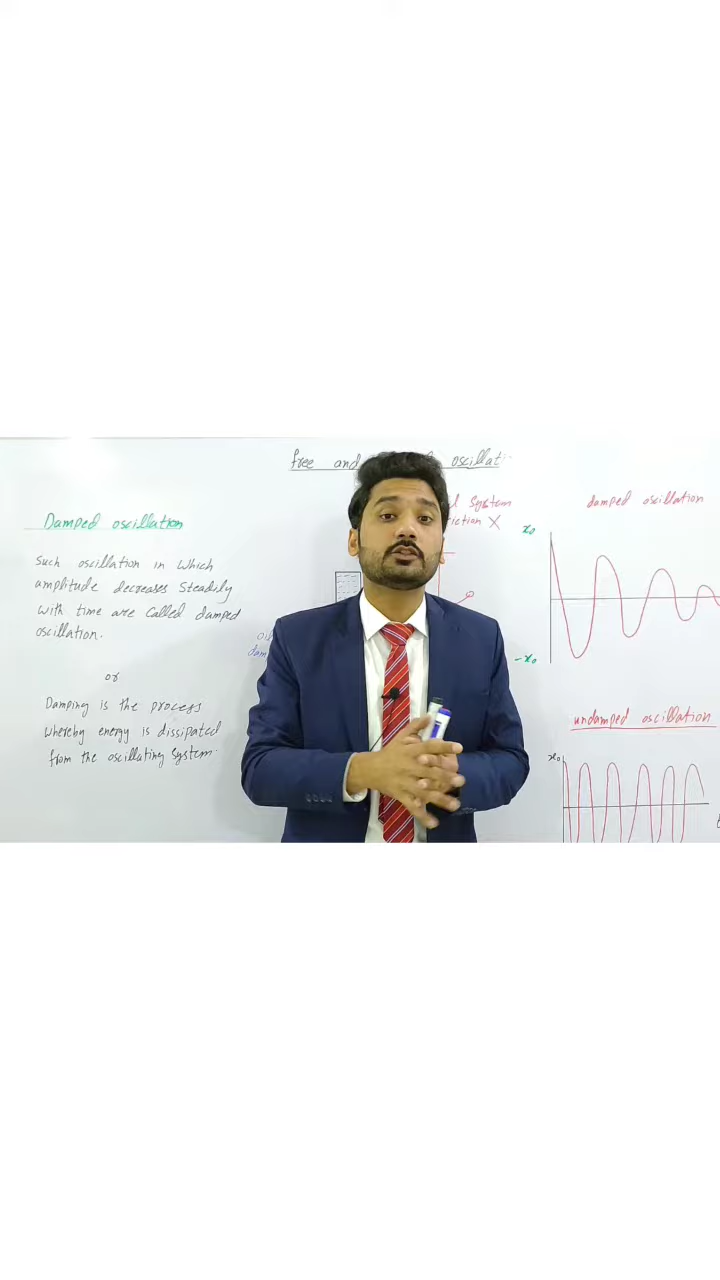 free and
oscillat
Damped oscillation
Such oscillation in which
amplitude decreases steadily
with time are called damped
oscillation.
or
Damping is the process
whereby energy is dissipated
from the oscillating system.
system
X
damped oscillation
x₀
-x₀
undamped oscillation
x₀